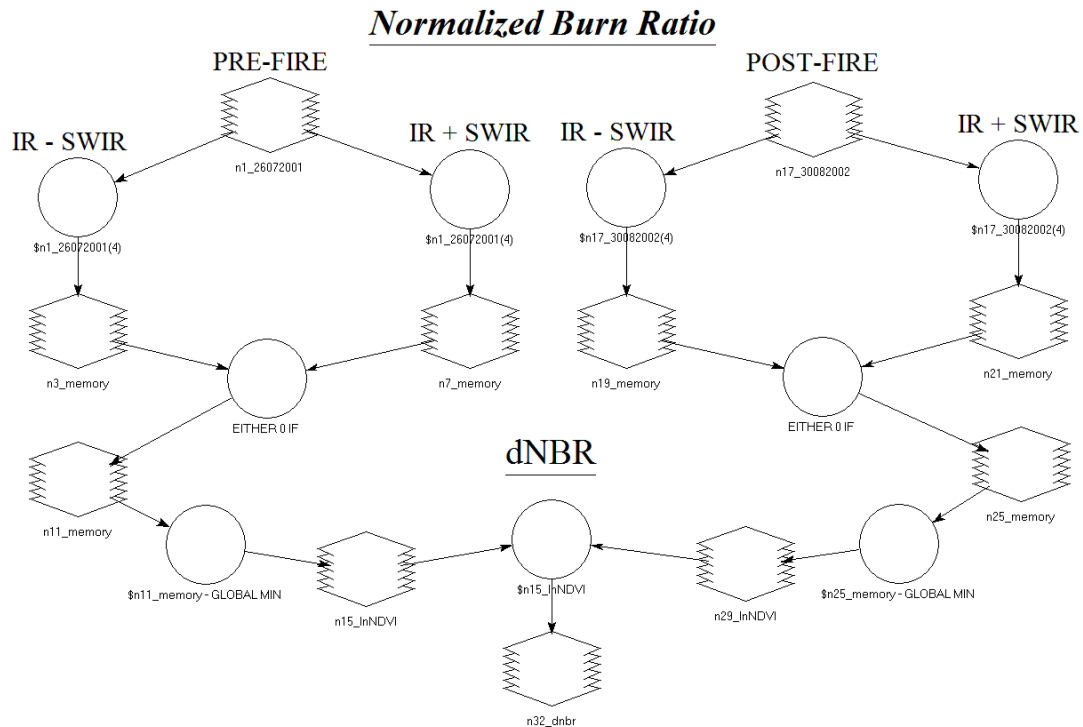 Normalized Burn Ratio
PRE-FIRE
POST-FIRE
IR - SWIR
IR + SWIR
IR - SWIR
IR + SWIR
n1_26072001
n17_30082002
$n1_26072001(4)
$n1_26072001(4)
$n17_30082002(4)
$n17_30082002(4)
n3_memory
n7_memory
n19_memory
n21_memory
EITHER 0 IF
EITHER 0 IF
dNBR
n11_memory
n25_memory
$n11_memory - GLOBAL MIN
$n15_lnNDVI
$n25_memory - GLOBAL MIN
n15_lnNDVI
n29_lnNDVI
n32_dnbr